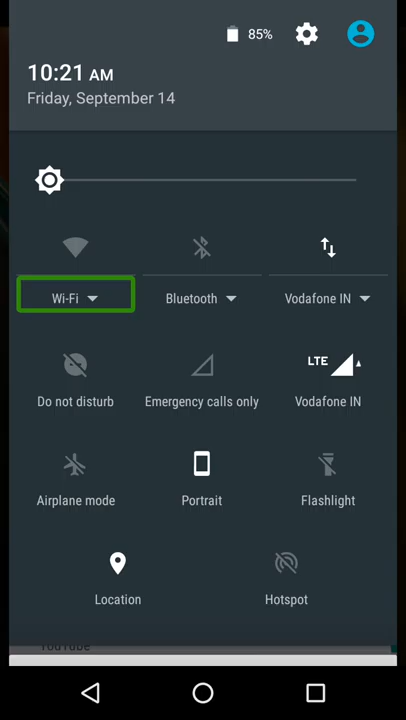 85%
10:21 AM
Friday, September 14
Wi-Fi
Bluetooth
Vodafone IN
LTE
Do not disturb
Emergency calls only
Vodafone IN
Airplane mode
Portrait
Flashlight
Location
Hotspot
YouTube